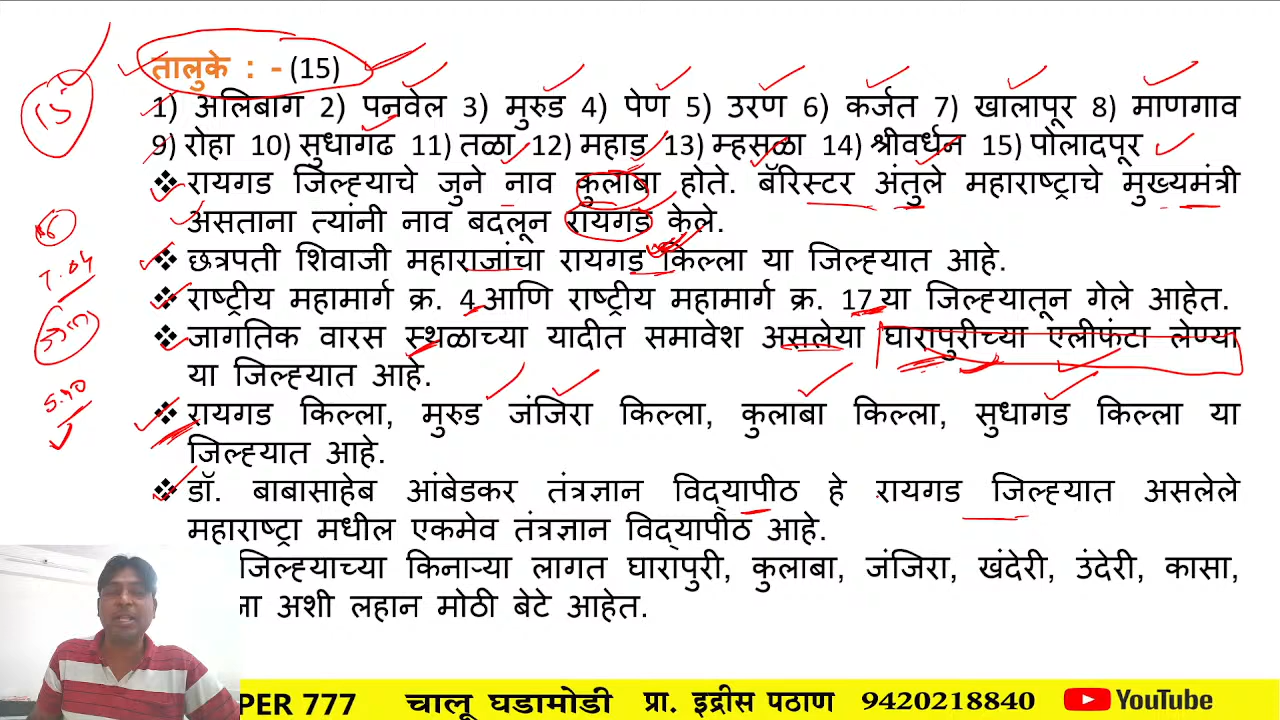 तालुके : - (15)
1) अलिबाग 2) पनवेल 3) मुरुड 4) पेण 5) उरण 6) कर्जत 7) खालापूर 8) माणगाव
9) रोहा 10) सुधागढ 11) तळा 12) महाड 13) म्हसळा 14) श्रीवर्धन 15) पोलादपूर
❖ रायगड जिल्ह्याचे जुने नाव कुलाबा होते. बॅरिस्टर अंतुले महाराष्ट्राचे मुख्यमंत्री
असताना त्यांनी नाव बदलून रायगड केले.
❖ छत्रपती शिवाजी महाराजांचा रायगड किल्ला या जिल्ह्यात आहे.
❖ राष्ट्रीय महामार्ग क्र. 4 आणि राष्ट्रीय महामार्ग क्र. 17 या जिल्ह्यातून गेले आहेत.
❖ जागतिक वारस स्थळाच्या यादीत समावेश असलेया घारापुरीच्या एलीफंटा लेण्या
या जिल्ह्यात आहे.
❖ रायगड किल्ला, मुरुड जंजिरा किल्ला, कुलाबा किल्ला, सुधागड किल्ला या
जिल्ह्यात आहे.
❖ डॉ. बाबासाहेब आंबेडकर तंत्रज्ञान विद्यापीठ हे रायगड जिल्ह्यात असलेले
महाराष्ट्रा मधील एकमेव तंत्रज्ञान विद्यापीठ आहे.
जिल्ह्याच्या किनाऱ्या लागत घारापुरी, कुलाबा, जंजिरा, खंदेरी, उंदेरी, कासा,
अशी लहान मोठी बेटे आहेत.
15
PER 777 चालू घडामोडी प्रा. इद्रीस पठाण 9420218840 YouTube